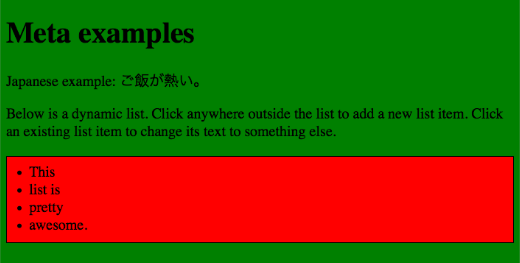 Meta examples
Japanese example: ご飯が熱い。
Below is a dynamic list. Click anywhere outside the list to add a new list item. Click
an existing list item to change its text to something else.
• This
• list is
• pretty
• awesome.